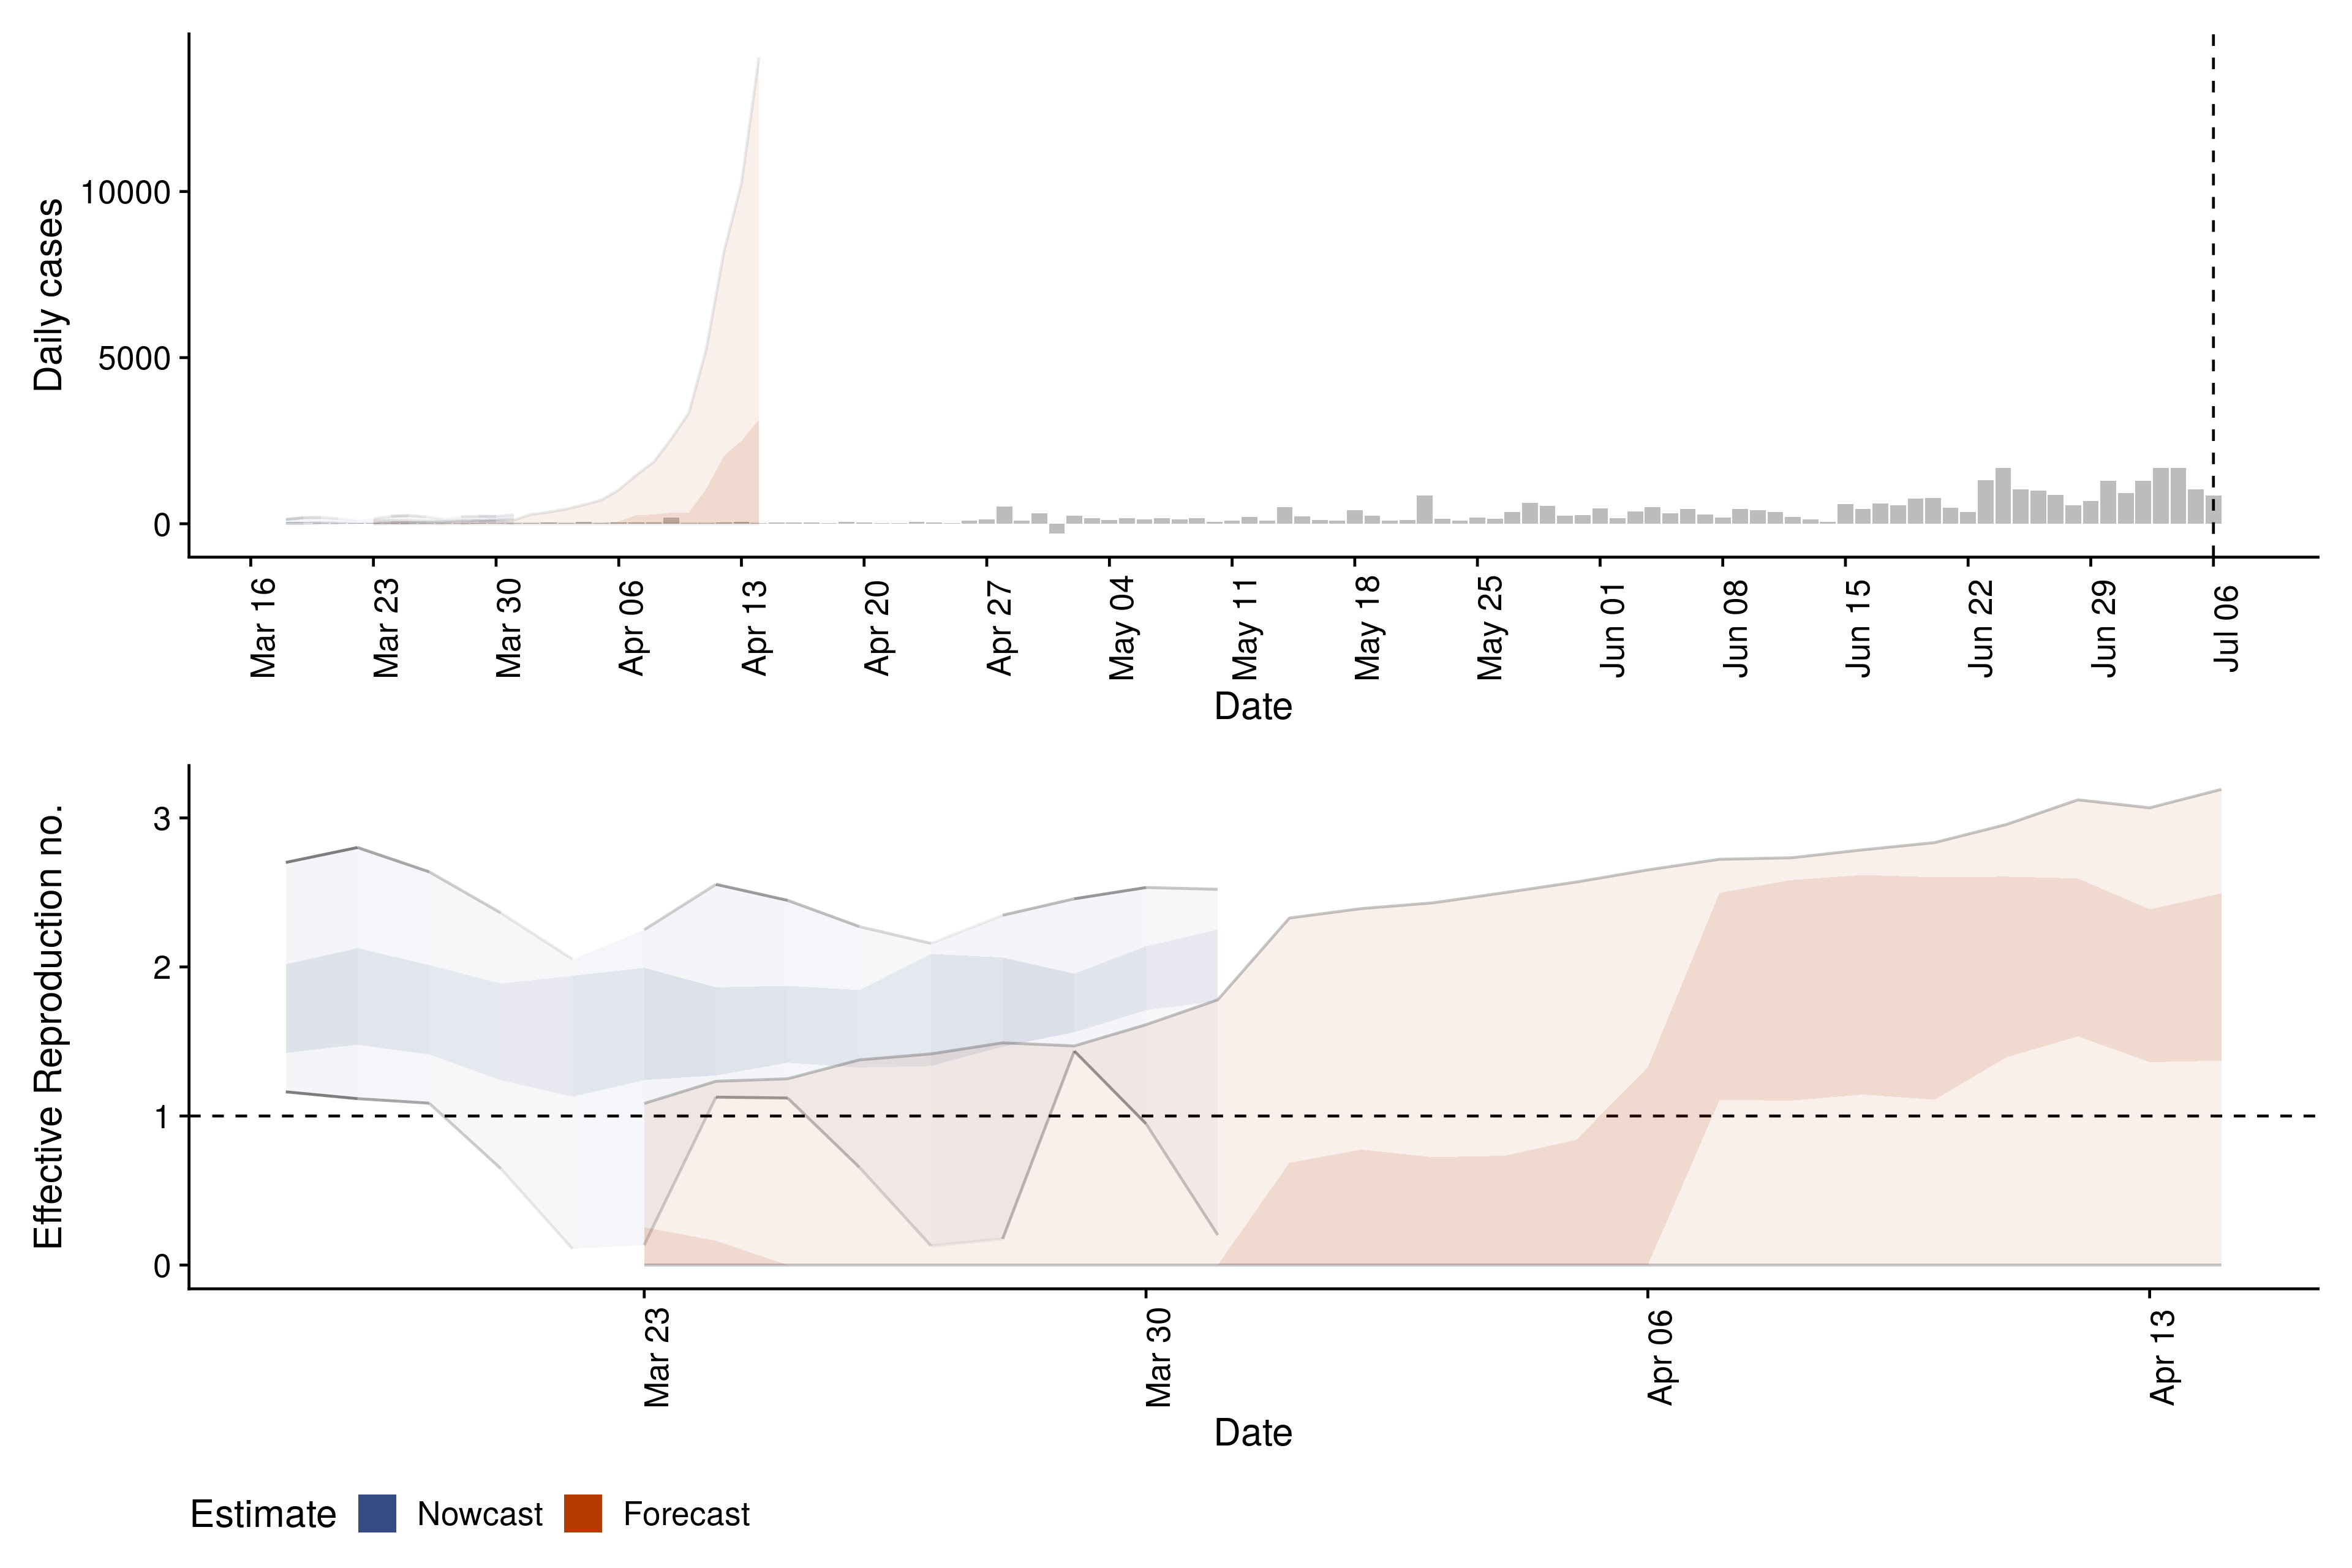 Daily cases
10000
5000
0
Mar 16
Mar 23
Mar 30
Apr 06
Apr 13
Apr 20
Apr 27
May 04
May 11
May 18
May 25
Jun 01
Jun 08
Jun 15
Jun 22
Jun 29
Jul 06
Date
Effective Reproduction no.
3
2
1
0
Mar 23
Mar 30
Apr 06
Apr 13
Date
Estimate Nowcast Forecast